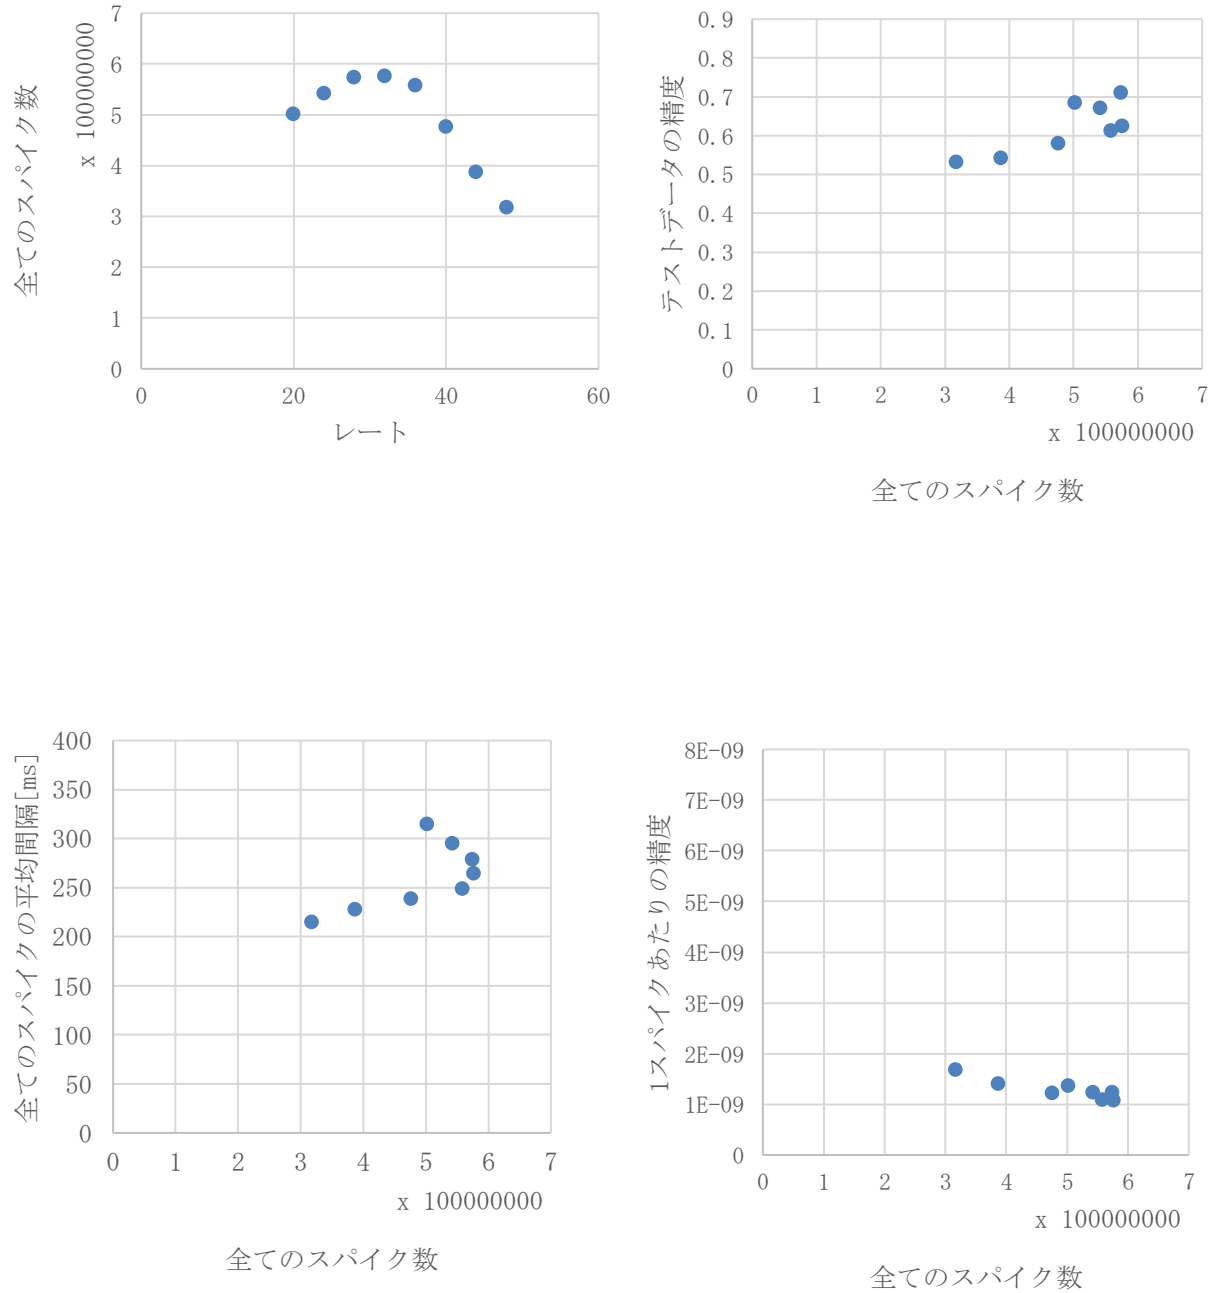 全てのスパイク数
x 100000000
7
6
5
4
3
2
1
0
0 20 40 60
レート
テストデータの精度
0.9
0.8
0.7
0.6
0.5
0.4
0.3
0.2
0.1
0
0 1 2 3 4 5 6 7
x 100000000
全てのスパイク数
全てのスパイクの平均間隔[ms]
400
350
300
250
200
150
100
50
0
0 1 2 3 4 5 6 7
x 100000000
全てのスパイク数
1スパイクあたりの精度
8E-09
7E-09
6E-09
5E-09
4E-09
3E-09
2E-09
1E-09
0
0 1 2 3 4 5 6 7
x 100000000
全てのスパイク数